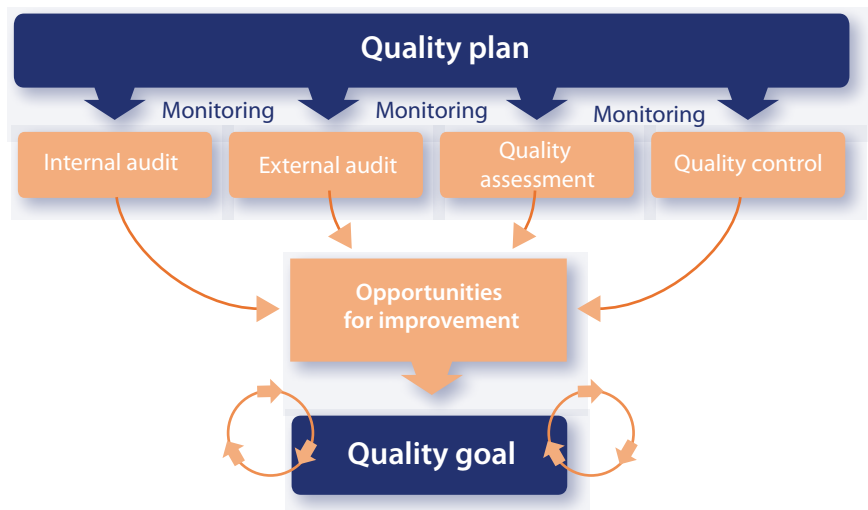 Quality plan
Monitoring
Monitoring
Monitoring
Internal audit
External audit
Quality
assessment
Quality control
Opportunities
for improvement
Quality goal